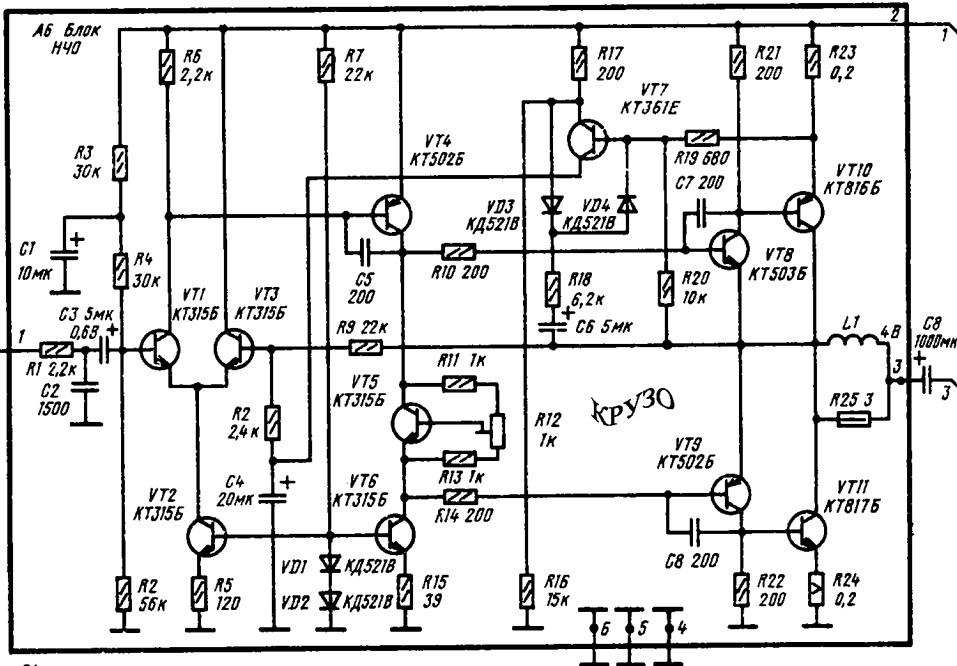 А6 Блок
НЧ0
R6
2,2к
R7
22к
R17
200
VT7
КТ361Е
R21
200
R23
0,2
2
1
R3
30к
VT4
КТ502Б
R19 680
C7 200
VT10
КТ816Б
C1
10мк
+
R4
30к
VD3
КД521В
VD4
КД521В
VT8
КТ503Б
C5
200
R10 200
R18
6,2к
R20
10к
VT1
КТ315Б
VT3
КТ315Б
C3 5мк
0,6В
+
1
R1 2,2к
C2
1500
R9 22к
+
C6 5мк
L1
4В
C8
1000мк
+
3
3
R11 1к
VT5
КТ315Б
R12
1к
КРУЗО
R25 3
R2
2,4к
R13 1к
VT9
КТ502Б
C4
20мк
+
VT6
КТ315Б
R14 200
VT11
КТ817Б
VT2
КТ315Б
C8 200
VD1
КД521В
VD2
КД521В
R2
56к
R5
120
R15
39
R16
15к
R22
200
R24
0,2
6
5
4